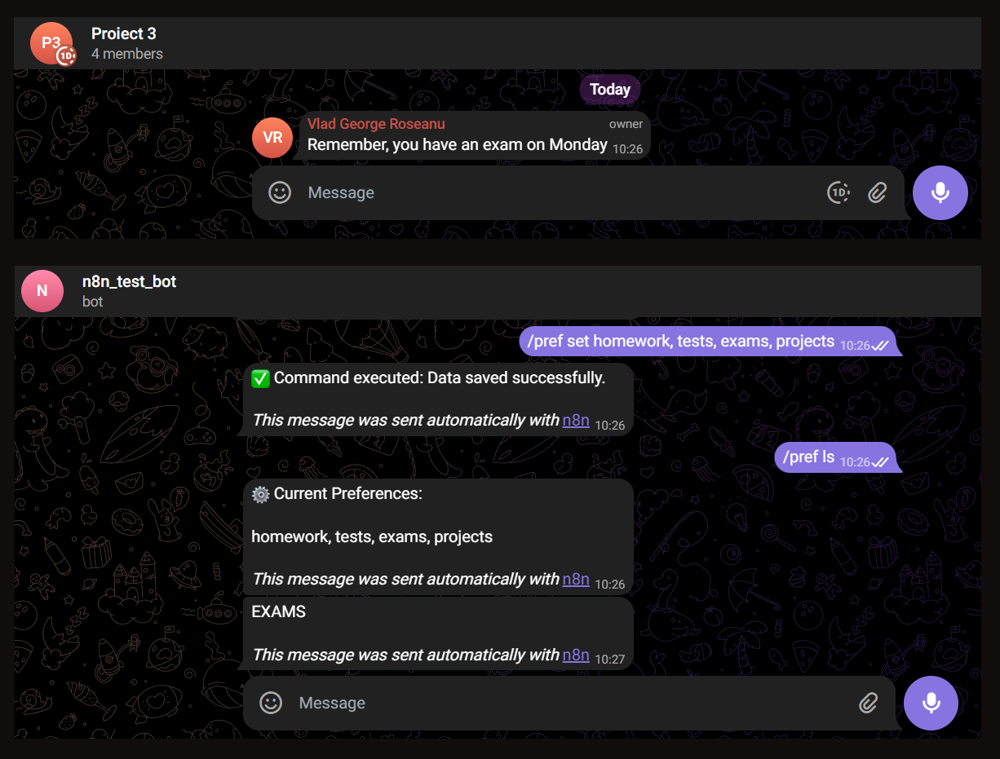 P3
1D
Proiect 3
4 members
Today
VR
Vlad George Roseanu owner
Remember, you have an exam on Monday 10:26
Message
1D
N
n8n_test_bot
bot
/pref set homework, tests, exams, projects 10:26
✅ Command executed: Data saved successfully.
This message was sent automatically with n8n 10:26
/pref ls 10:26
⚙️ Current Preferences:
homework, tests, exams, projects
This message was sent automatically with n8n 10:26
EXAMS
This message was sent automatically with n8n 10:27
Message